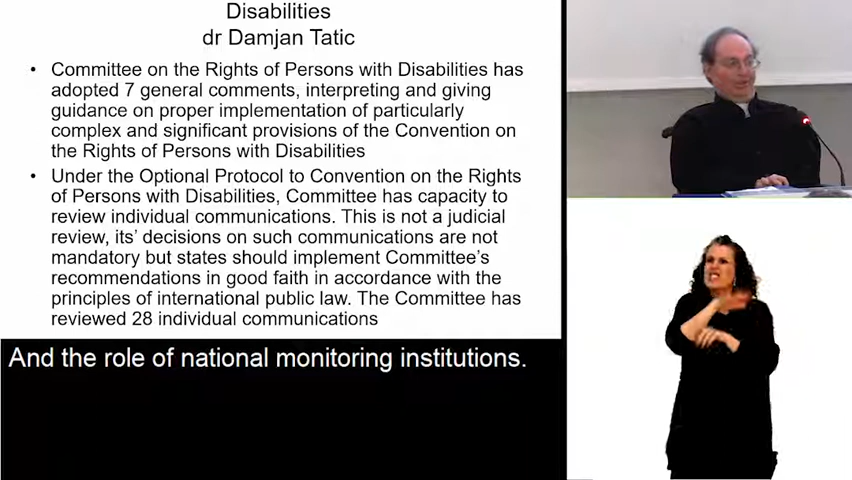 Disabilities
dr Damjan Tatic
• Committee on the Rights of Persons with Disabilities has
adopted 7 general comments, interpreting and giving
guidance on proper implementation of particularly
complex and significant provisions of the Convention on
the Rights of Persons with Disabilities
• Under the Optional Protocol to Convention on the Rights
of Persons with Disabilities, Committee has capacity to
review individual communications. This is not a judicial
review, its' decisions on such communications are not
mandatory but states should implement Committee's
recommendations in good faith in accordance with the
principles of international public law. The Committee has
reviewed 28 individual communications
And the role of national monitoring institutions.